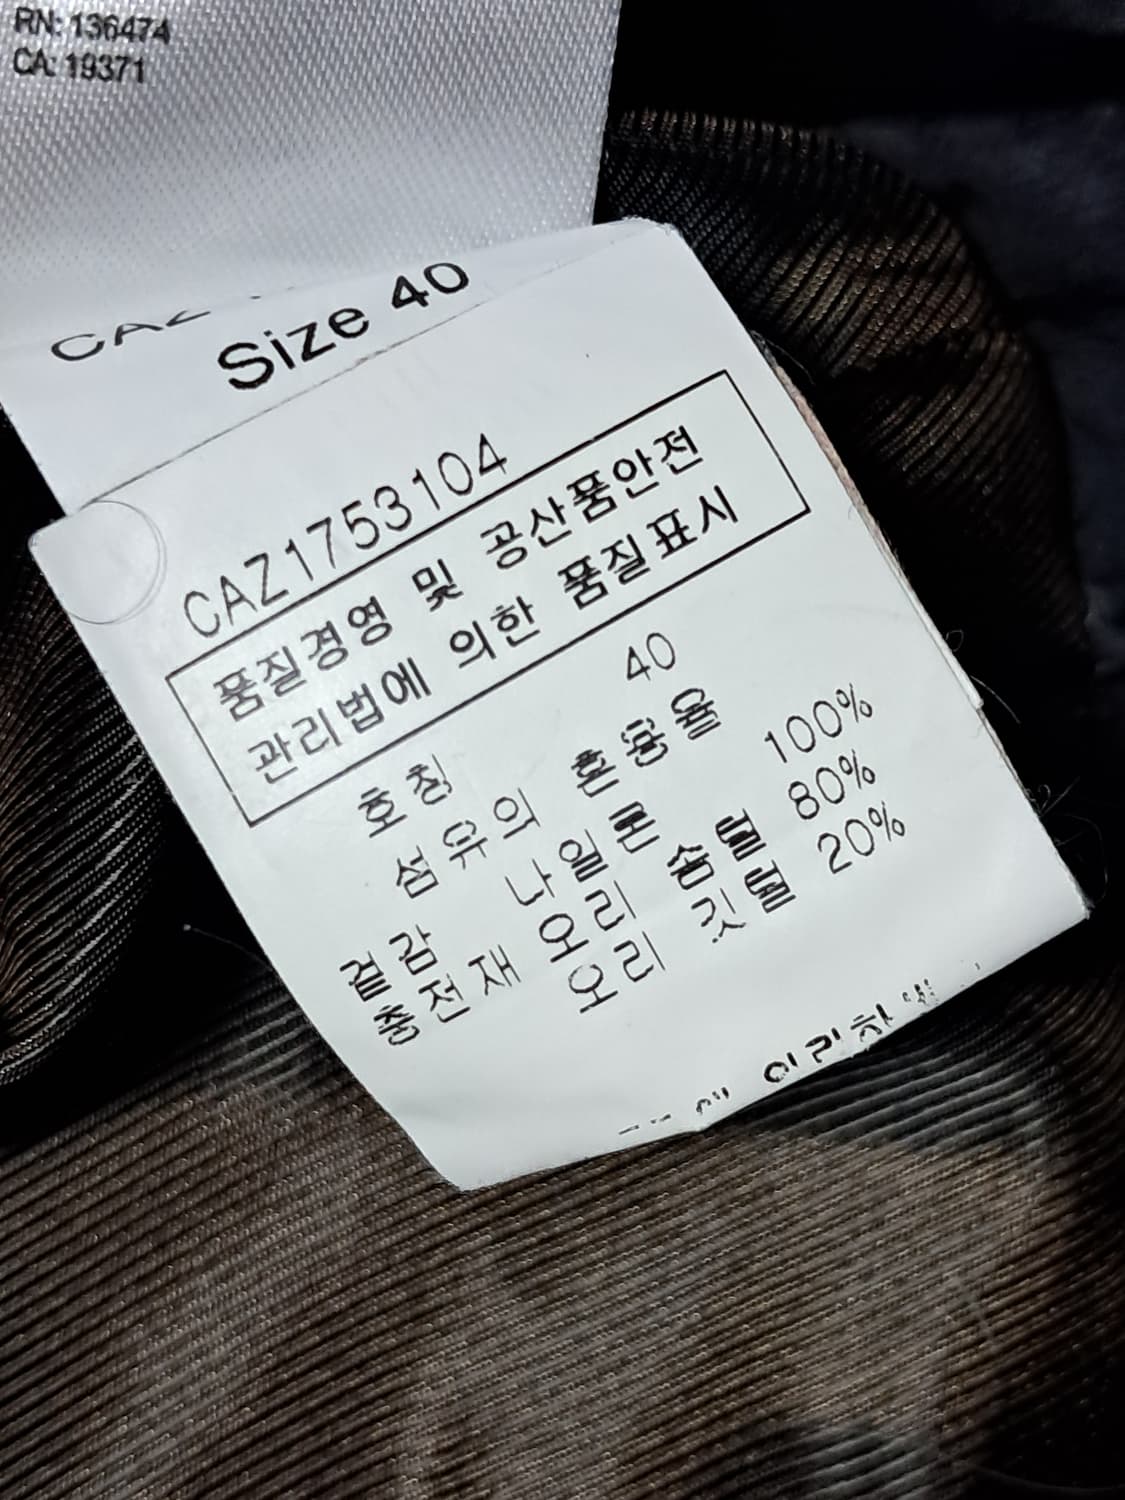 RN: 136474
CA: 19371
Size 40
CAZ1753104
품질경영 및 공산품안전
관리법에 의한 품질표시
호칭 40
섬유의 혼용율
겉감 나일론 100%
충전재 오리 솜털 80%
오리 깃털 20%